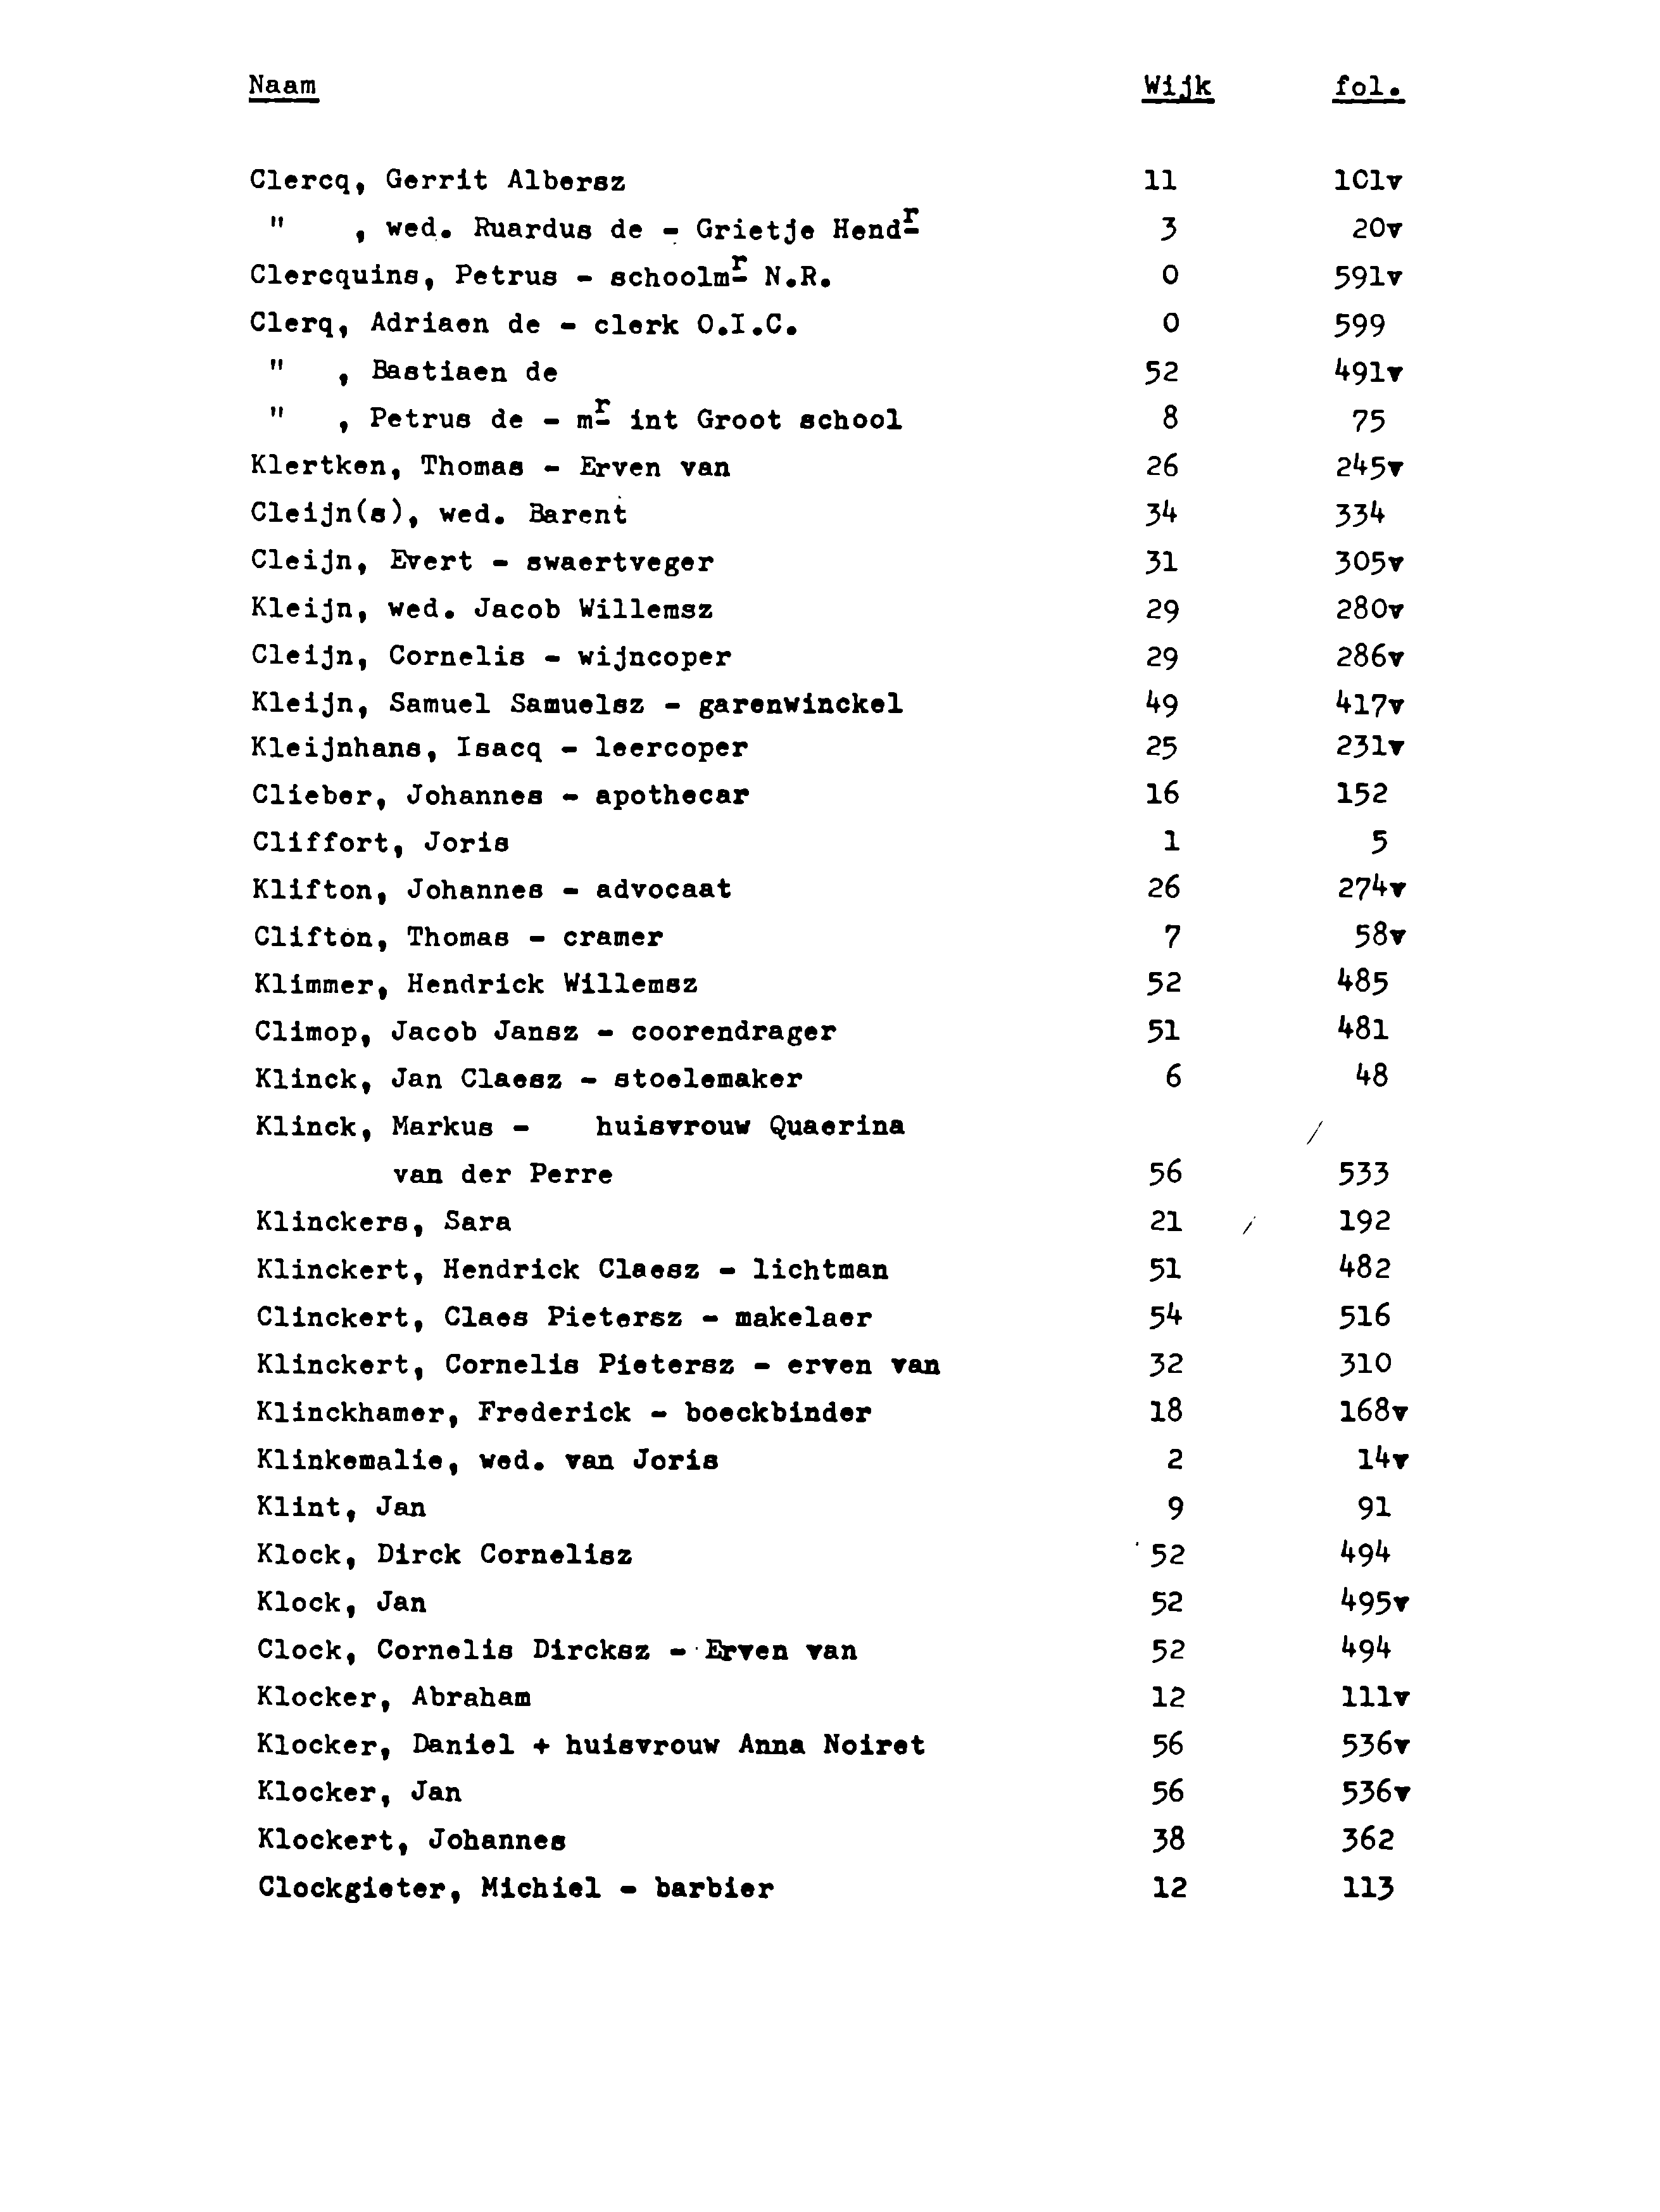 Naam Wijk fol.
Clercq, Gerrit Albersz 11 101v
" , wed. Ruardus de - Grietje Hendr 3 20v
Clercquins, Petrus - schoolmr N.R. 0 591v
Clerq, Adriaen de - clerk O.I.C. 0 599
" , Bastiaen de 52 491v
" , Petrus de - mr int Groot school 8 75
Klertken, Thomas - Erven van 26 245v
Cleijn(s), wed. Barent 34 334
Cleijn, Evert - swaertveger 31 305v
Kleijn, wed. Jacob Willemsz 29 280v
Cleijn, Cornelis - wijncoper 29 286v
Kleijn, Samuel Samuelsz - garenwinckel 49 417v
Kleijnhans, Isacq - leercoper 25 231v
Clieber, Johannes - apothecar 16 152
Cliffort, Joris 1 5
Klifton, Johannes - advocaat 26 274v
Clifton, Thomas - cramer 7 58v
Klimmer, Hendrick Willemsz 52 485
Climop, Jacob Jansz - coorendrager 51 481
Klinck, Jan Claesz - stoelemaker 6 48
Klinck, Markus - huisvrouw Quaerina
van der Perre 56 533
Klinckers, Sara 21 192
Klinckert, Hendrick Claesz - lichtman 51 482
Clinckert, Claes Pietersz - makelaer 54 516
Klinckert, Cornelis Pietersz - erven van 32 310
Klinckhamer, Frederick - boeckbinder 18 168v
Klinkemalie, wed. van Joris 2 14v
Klint, Jan 9 91
Klock, Dirck Cornelisz 52 494
Klock, Jan 52 495v
Clock, Cornelis Dircksz - Erven van 52 494
Klocker, Abraham 12 111v
Klocker, Daniel + huisvrouw Anna Noiret 56 536v
Klocker, Jan 56 536v
Klockert, Johannes 38 362
Clockgieter, Michiel - barbier 12 113